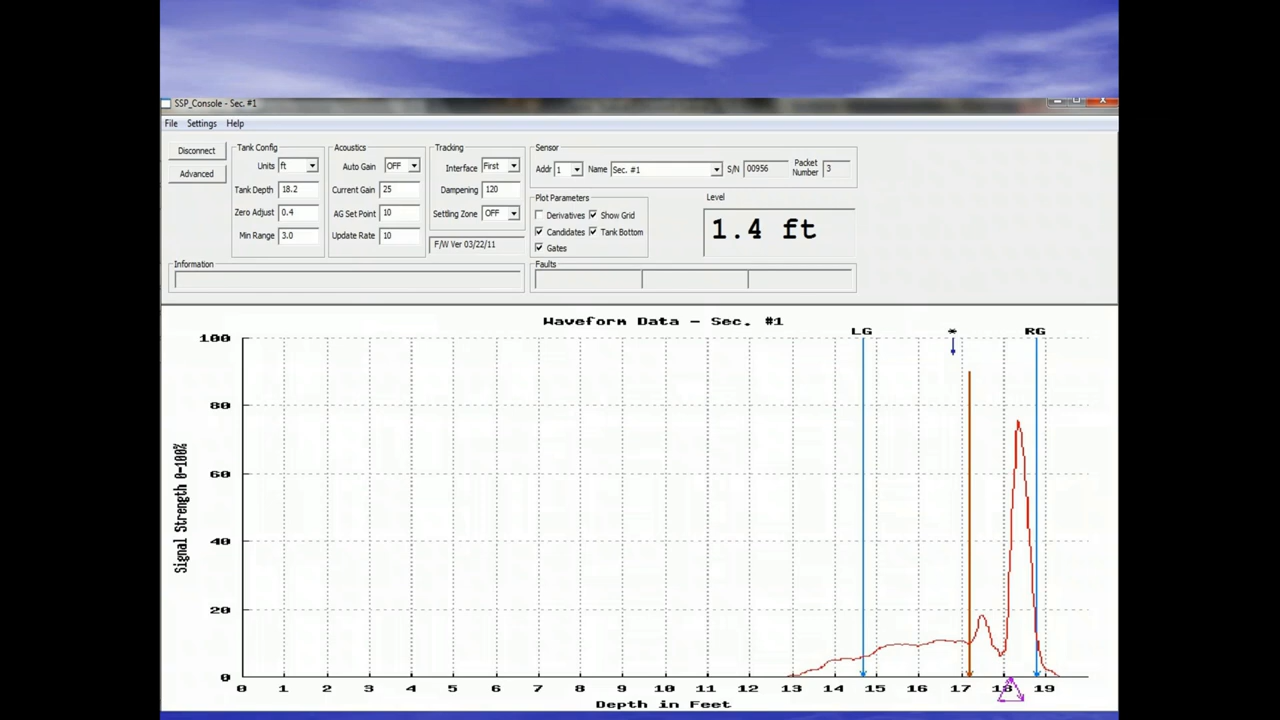 SSP_Console - Sec. #1
File Settings Help
Disconnect
Advanced
Tank Config
Units ft
Tank Depth 18.2
Zero Adjust 0.4
Min Range 3.0
Acoustics
Auto Gain OFF
Current Gain 25
AG Set Point 10
Update Rate 10
Tracking
Interface First
Dampening 120
Settling Zone OFF
F/W Ver 03/22/11
Sensor
Addr 1 Name Sec. #1 S/N 00956 Packet Number 3
Plot Parameters
Derivatives Show Grid
Candidates Tank Bottom
Gates
Level
1.4 ft
Information
Faults
Waveform Data - Sec. #1
LG * RG
100
80
60
40
20
0
Signal Strength 0=100%
0 1 2 3 4 5 6 7 8 9 10 11 12 13 14 15 16 17 18 19
Depth in Feet